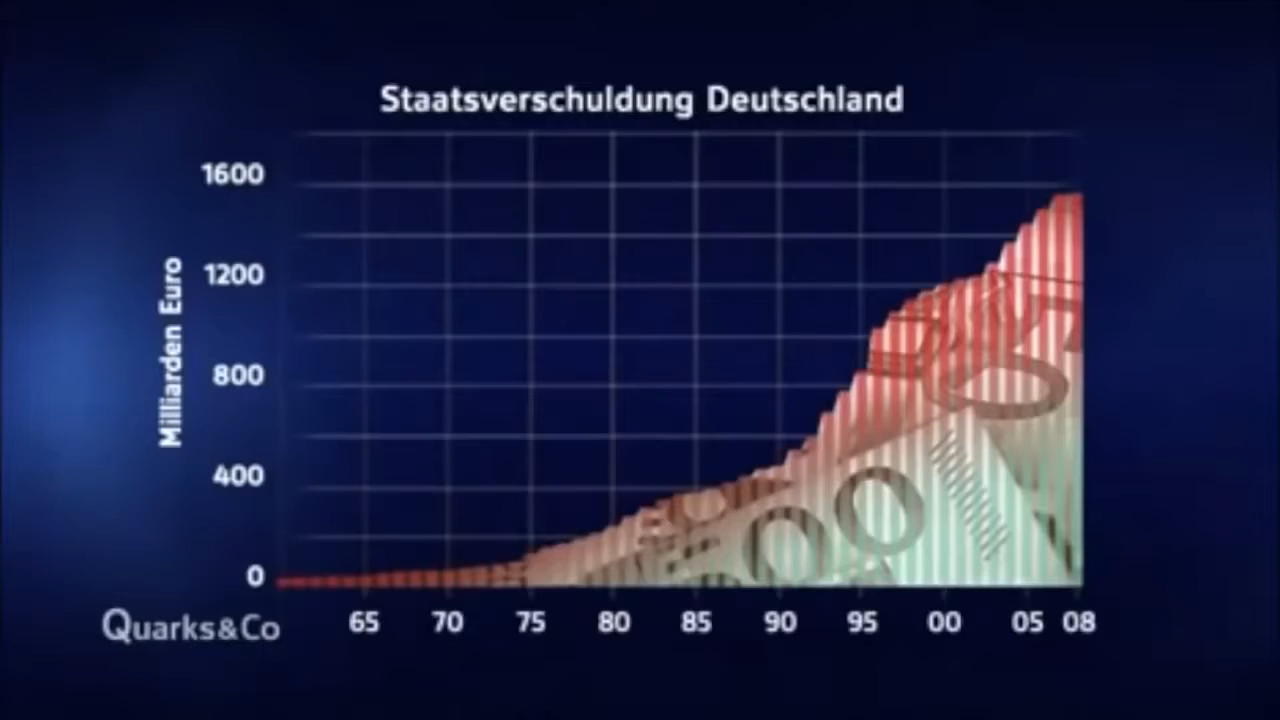 Staatsverschuldung Deutschland
Milliarden Euro
1600
1200
800
400
0
65 70 75 80 85 90 95 00 05 08
Quarks&Co